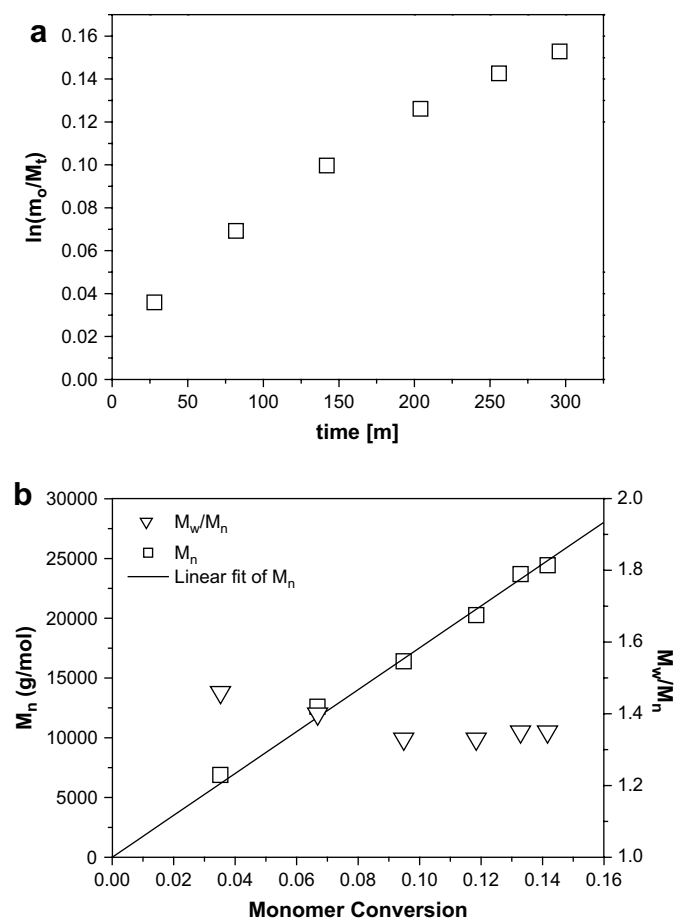 a
0.16
0.14
0.12
0.10
0.08
0.06
0.04
0.02
0.00
ln(m₀/Mₜ)
0 50 100 150 200 250 300
time [m]
b
30000
25000
20000
15000
10000
5000
0
Mₙ (g/mol)
M_w/Mₙ
Mₙ
Linear fit of Mₙ
2.0
1.8
1.6
1.4
1.2
1.0
M_w/Mₙ
0.00 0.02 0.04 0.06 0.08 0.10 0.12 0.14 0.16
Monomer Conversion